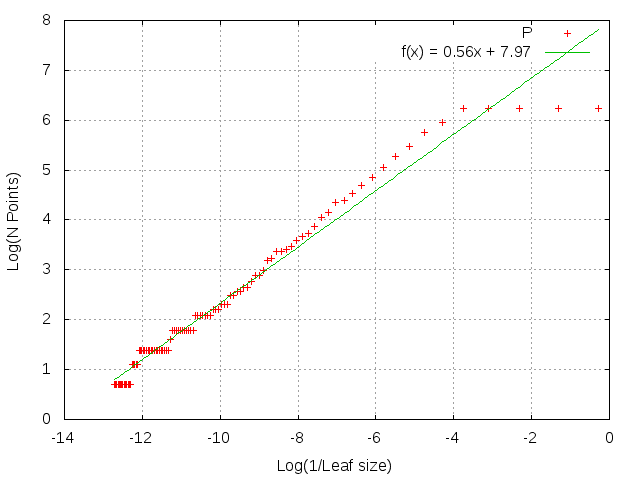 8
7
6
5
4
3
2
1
0
Log(N Points)
P
f(x) = 0.56x + 7.97
-14 -12 -10 -8 -6 -4 -2 0
Log(1/Leaf size)